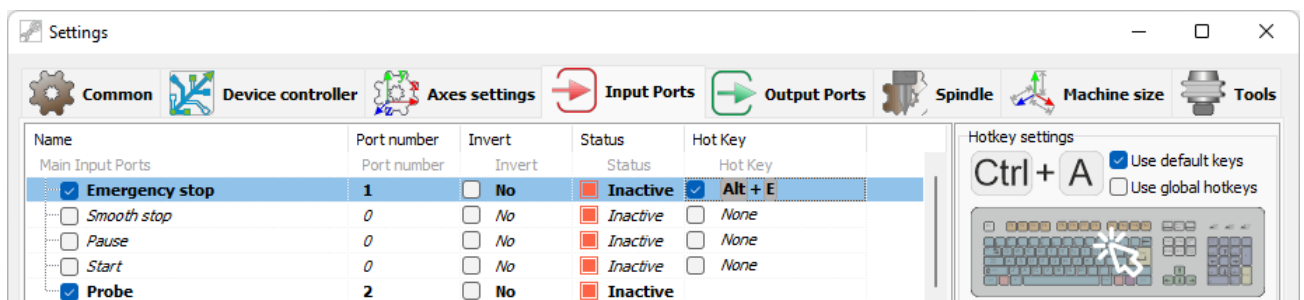 Settings
Common Device controller Axes settings Input Ports Output Ports Spindle Machine size Tools
Name Port number Invert Status Hot Key
Main Input Ports Port number Invert Status Hot Key
Emergency stop 1 No Inactive Alt + E
Smooth stop 0 No Inactive None
Pause 0 No Inactive None
Start 0 No Inactive None
Probe 2 No Inactive
Hotkey settings
Ctrl + A
Use default keys
Use global hotkeys